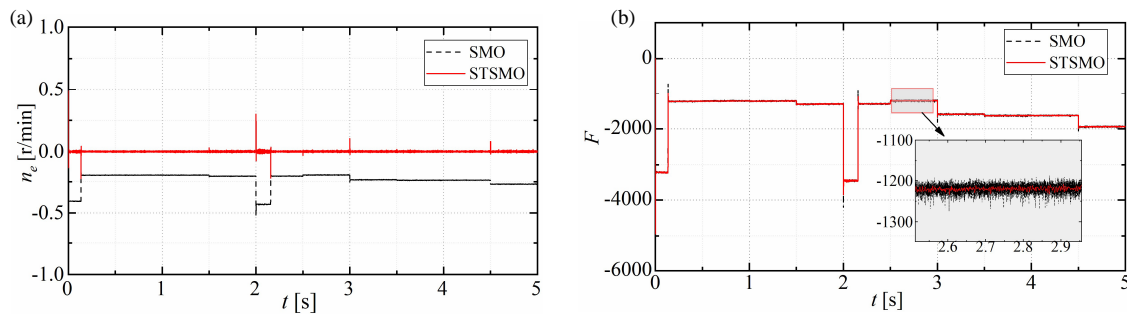 (a)
1.0
0.5
0.0
-0.5
-1.0
n_e [r/min]
SMO
STSMO
0 1 2 3 4 5
t [s]
(b)
0
-2000
-4000
-6000
F
SMO
STSMO
-1100
-1200
-1300
2.6 2.7 2.8 2.9
0 1 2 3 4 5
t [s]